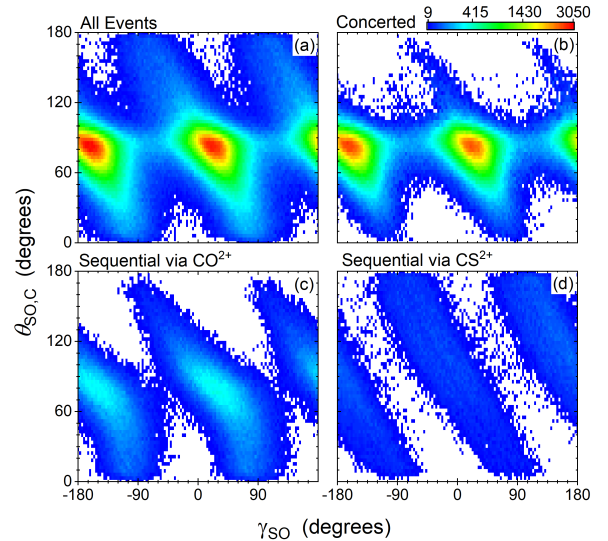 All Events
Concerted
9 415 1430 3050
180
120
60
0
(a)
(b)
Sequential via CO²⁺
Sequential via CS²⁺
180
120
60
0
(c)
(d)
-180 -90 0 90 -180 -90 0 90 180
θSO,C (degrees)
γSO (degrees)